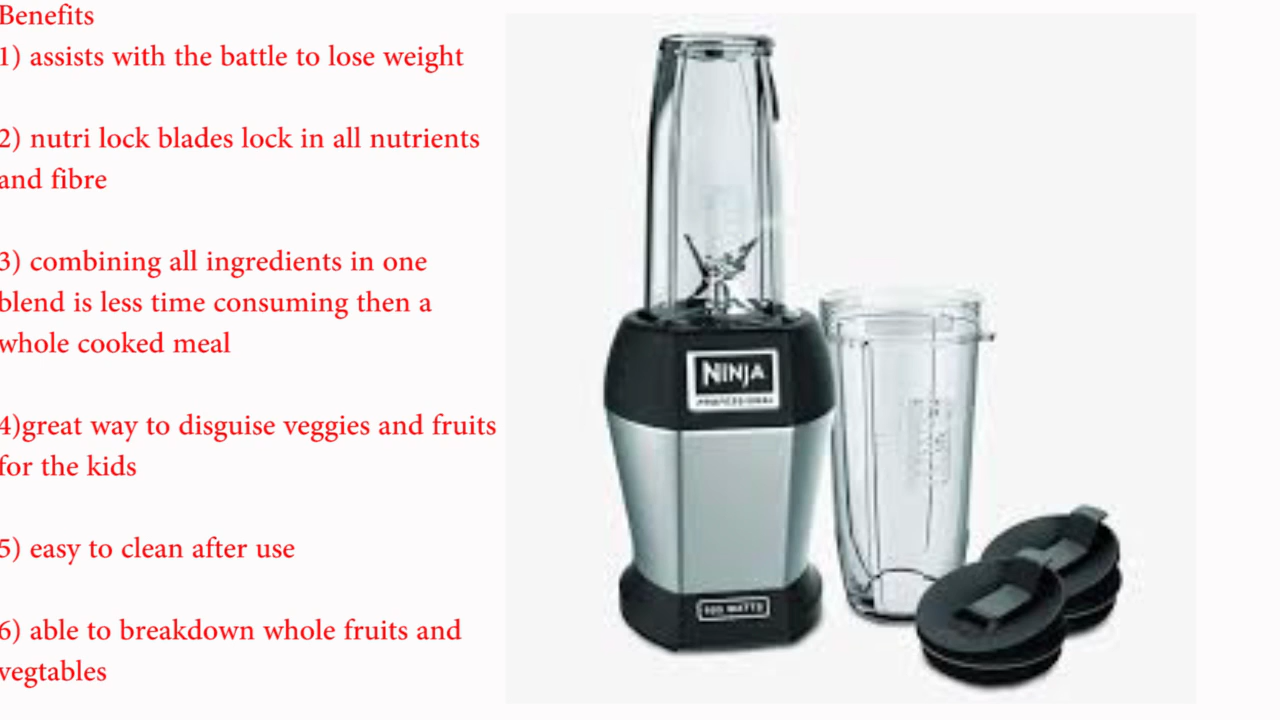 Benefits
1) assists with the battle to lose weight
2) nutri lock blades lock in all nutrients
and fibre
3) combining all ingredients in one
blend is less time consuming then a
whole cooked meal
4)great way to disguise veggies and fruits
for the kids
5) easy to clean after use
6) able to breakdown whole fruits and
vegtables
NINJA
PROFESSIONAL